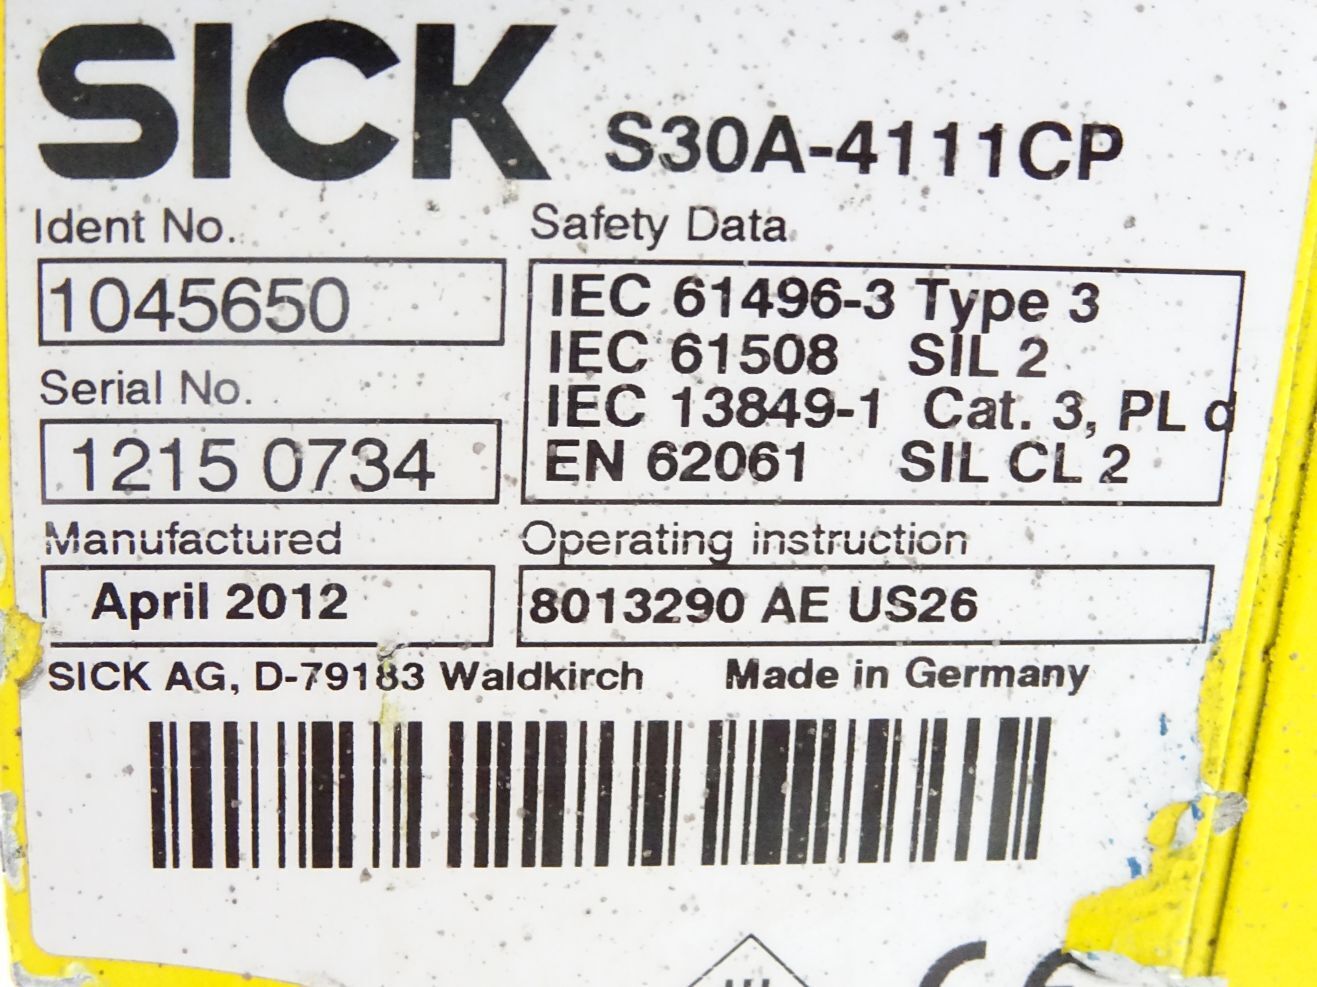 SICK S30A-4111CP
Ident No. Safety Data
1045650
IEC 61496-3 Type 3
IEC 61508 SIL 2
IEC 13849-1 Cat. 3, PL d
EN 62061 SIL CL 2
Serial No.
1215 0734
Manufactured Operating instruction
April 2012 8013290 AE US26
SICK AG, D-79183 Waldkirch Made in Germany
CE